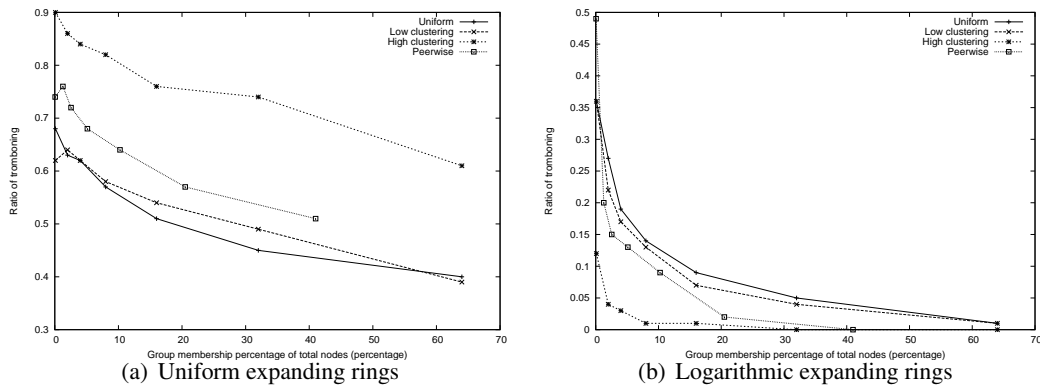 0.9
0.8
0.7
0.6
0.5
0.4
0.3
0 10 20 30 40 50 60 70
Ratio of tromboning
Group membership percentage of total nodes (percentage)
Uniform
Low clustering
High clustering
Peerwise
(a) Uniform expanding rings
0.5
0.45
0.4
0.35
0.3
0.25
0.2
0.15
0.1
0.05
0
0 10 20 30 40 50 60 70
Ratio of tromboning
Group membership percentage of total nodes (percentage)
Uniform
Low clustering
High clustering
Peerwise
(b) Logarithmic expanding rings